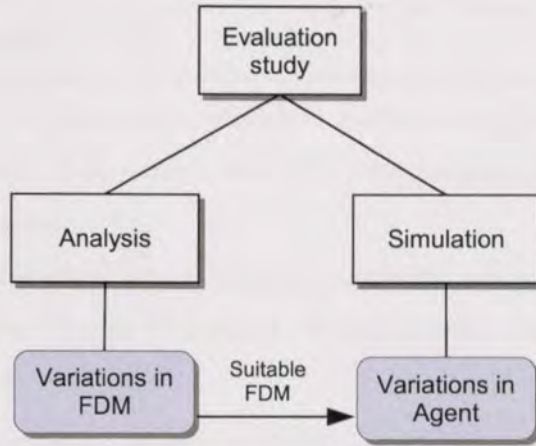 Evaluation
study
Analysis
Simulation
Variations in
FDM
Suitable
FDM
Variations in
Agent